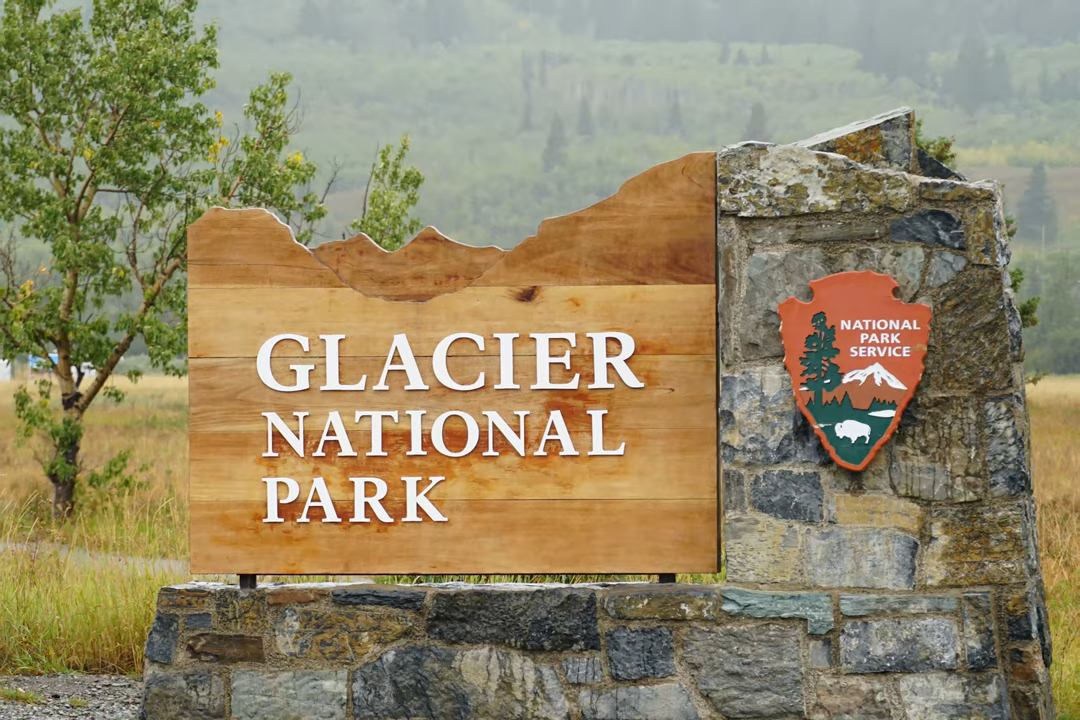 GLACIER
NATIONAL
PARK
NATIONAL
PARK
SERVICE